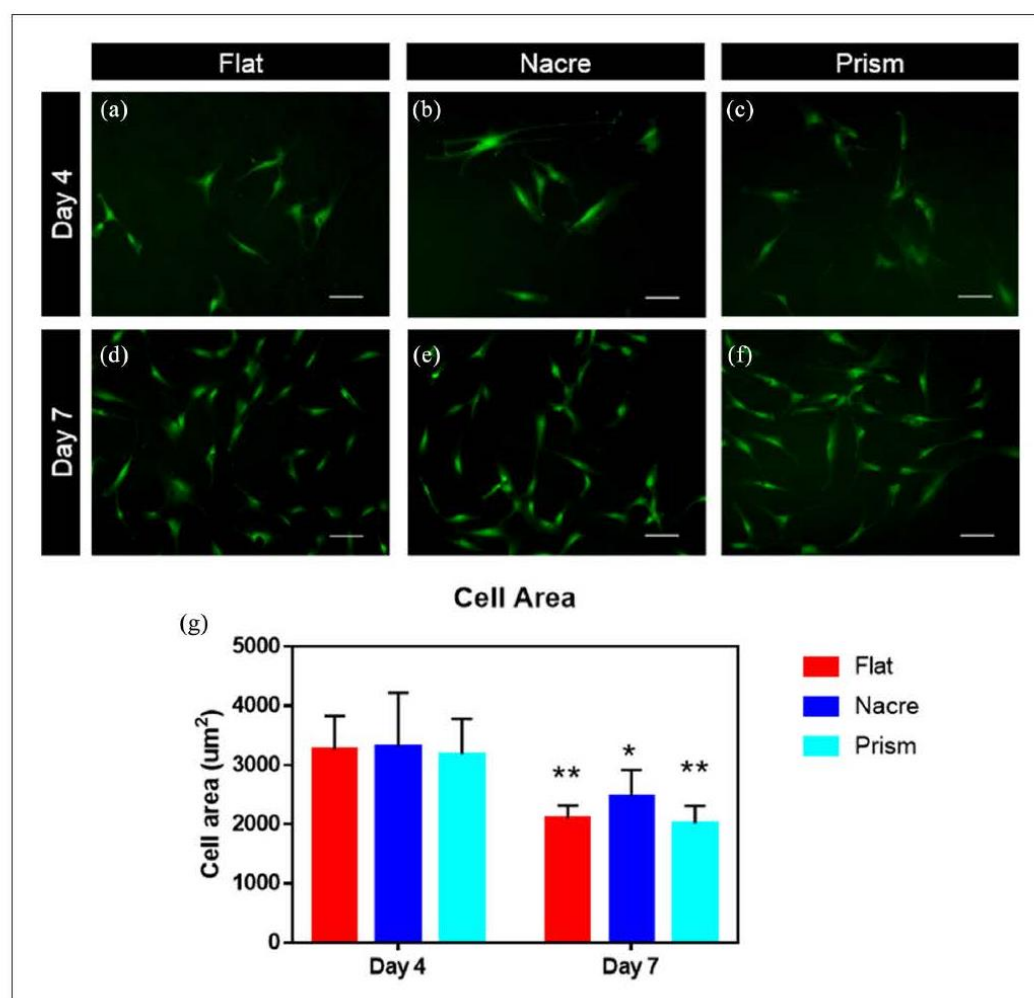 Flat
Nacre
Prism
Day 4
(a)
(b)
(c)
Day 7
(d)
(e)
(f)
Cell Area
(g)
Cell area (um²)
5000
4000
3000
2000
1000
0
**
*
**
Day 4
Day 7
Flat
Nacre
Prism